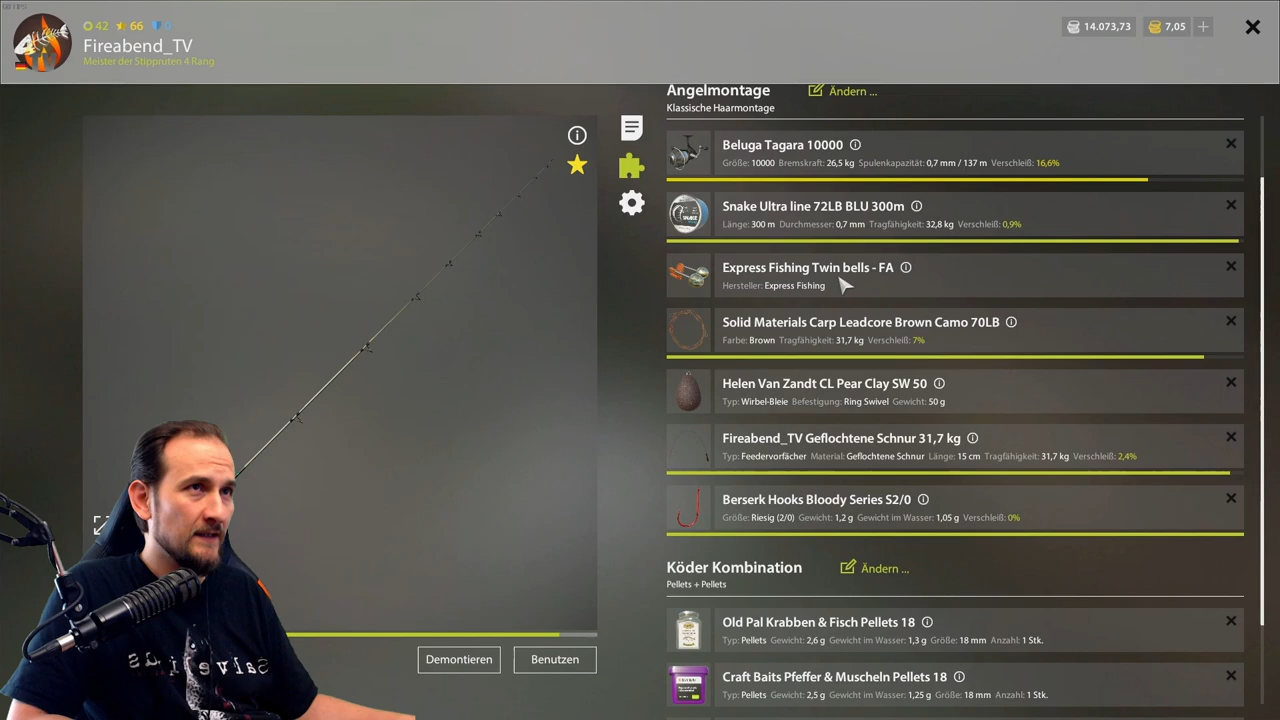 42 66
Fireabend_TV
Meister der Stippruten 4 Rang
14.073,73 7,05 +
Angelmontage Ändern ...
Klassische Haarmontage
Beluga Tagara 10000
Größe: 10000 Bremskraft: 26,5 kg Spulenkapazität: 0,7 mm / 137 m Verschleiß: 16,6%
Snake Ultra line 72LB BLU 300m
Länge: 300 m Durchmesser: 0,7 mm Tragfähigkeit: 32,8 kg Verschleiß: 0,9%
Express Fishing Twin bells - FA
Hersteller: Express Fishing
Solid Materials Carp Leadcore Brown Camo 70LB
Farbe: Brown Tragfähigkeit: 31,7 kg Verschleiß: 7%
Helen Van Zandt CL Pear Clay SW 50
Typ: Wirbel-Bleie Befestigung: Ring Swivel Gewicht: 50 g
Fireabend_TV Geflochtene Schnur 31,7 kg
Typ: Feedervorfächer Material: Geflochtene Schnur Länge: 15 cm Tragfähigkeit: 31,7 kg Verschleiß: 2,4%
Berserk Hooks Bloody Series S2/0
Größe: Riesig (2/0) Gewicht: 1,2 g Gewicht im Wasser: 1,05 g Verschleiß: 0%
Köder Kombination Ändern ...
Pellets + Pellets
Old Pal Krabben & Fisch Pellets 18
Typ: Pellets Gewicht: 2,6 g Gewicht im Wasser: 1,3 g Größe: 18 mm Anzahl: 1 Stk.
Craft Baits Pfeffer & Muscheln Pellets 18
Typ: Pellets Gewicht: 2,5 g Gewicht im Wasser: 1,25 g Größe: 18 mm Anzahl: 1 Stk.
Demontieren Benutzen